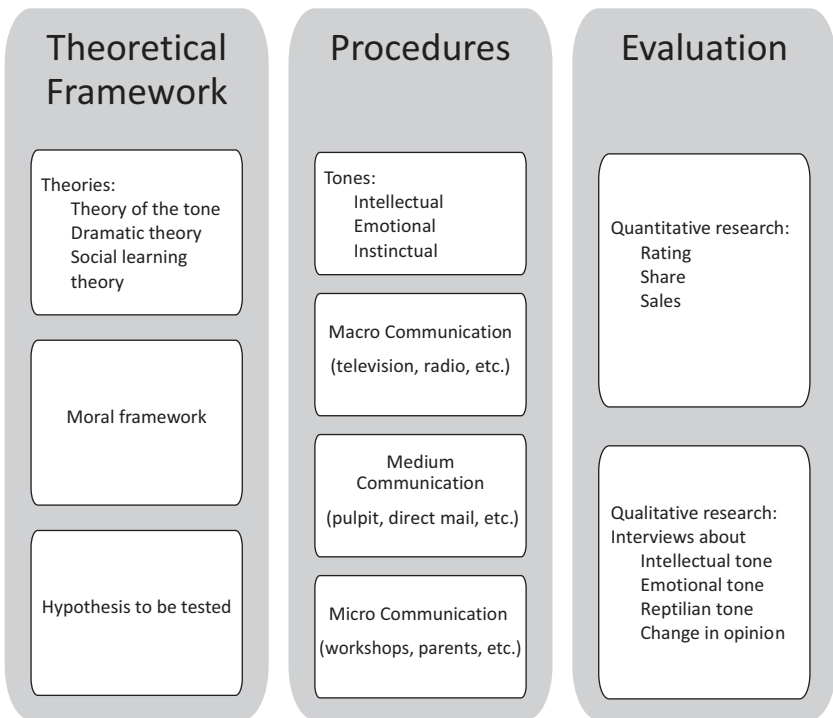 Theoretical
Framework
Theories:
Theory of the tone
Dramatic theory
Social learning
theory
Moral framework
Hypothesis to be tested
Procedures
Tones:
Intellectual
Emotional
Instinctual
Macro Communication
(television, radio, etc.)
Medium
Communication
(pulpit, direct mail, etc.)
Micro Communication
(workshops, parents, etc.)
Evaluation
Quantitative research:
Rating
Share
Sales
Qualitative research:
Interviews about
Intellectual tone
Emotional tone
Reptilian tone
Change in opinion